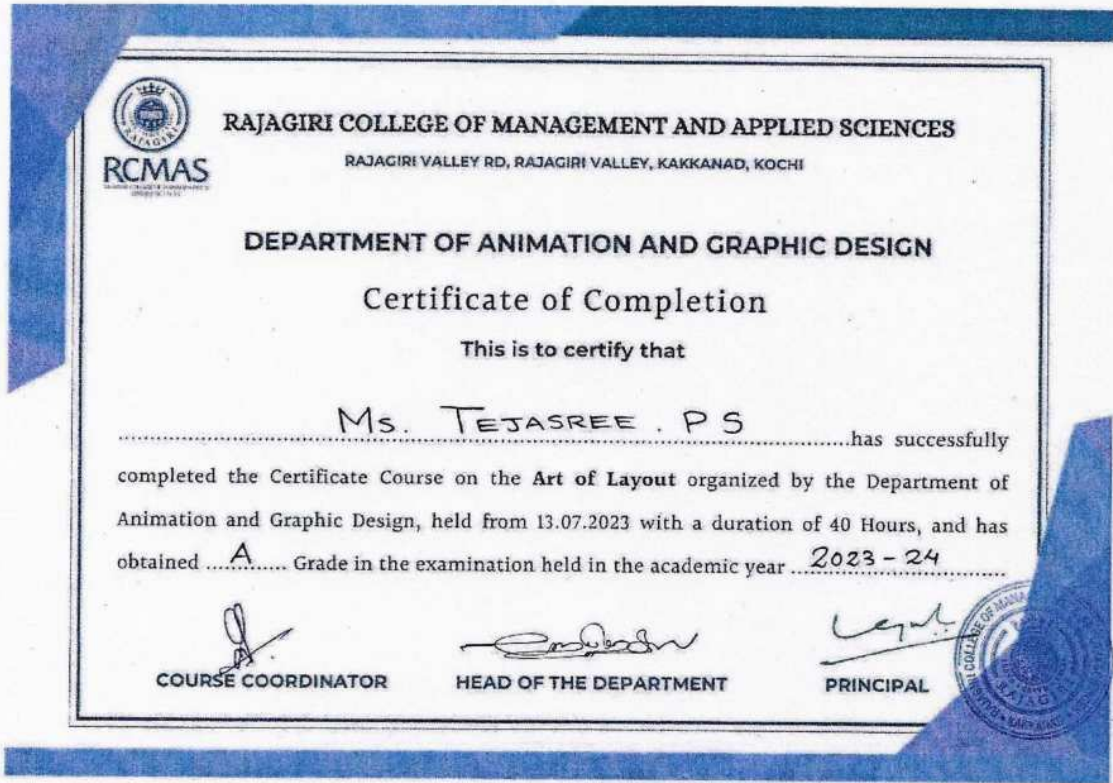 RAJAGIRI
RCMAS
RAJAGIRI COLLEGE OF MANAGEMENT AND APPLIED SCIENCES
RAJAGIRI VALLEY RD, RAJAGIRI VALLEY, KAKKANAD, KOCHI
DEPARTMENT OF ANIMATION AND GRAPHIC DESIGN
Certificate of Completion
This is to certify that
Ms. TEJASREE . P S has successfully
completed the Certificate Course on the Art of Layout organized by the Department of
Animation and Graphic Design, held from 13.07.2023 with a duration of 40 Hours, and has
obtained .....A...... Grade in the examination held in the academic year ...2023-24
COURSE COORDINATOR HEAD OF THE DEPARTMENT PRINCIPAL
COLLEGE OF
RAJAGIRI